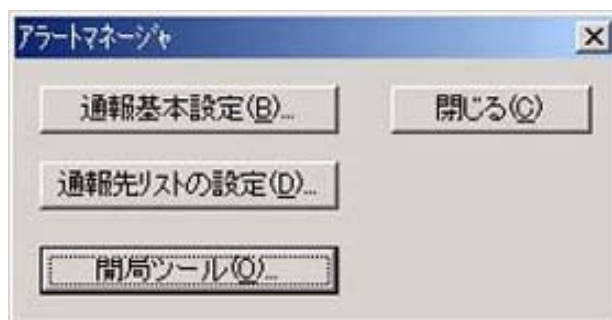 アラートマネージャ
通報基本設定(B)...
閉じる(C)
通報先リストの設定(D)...
開局ツール(O)...